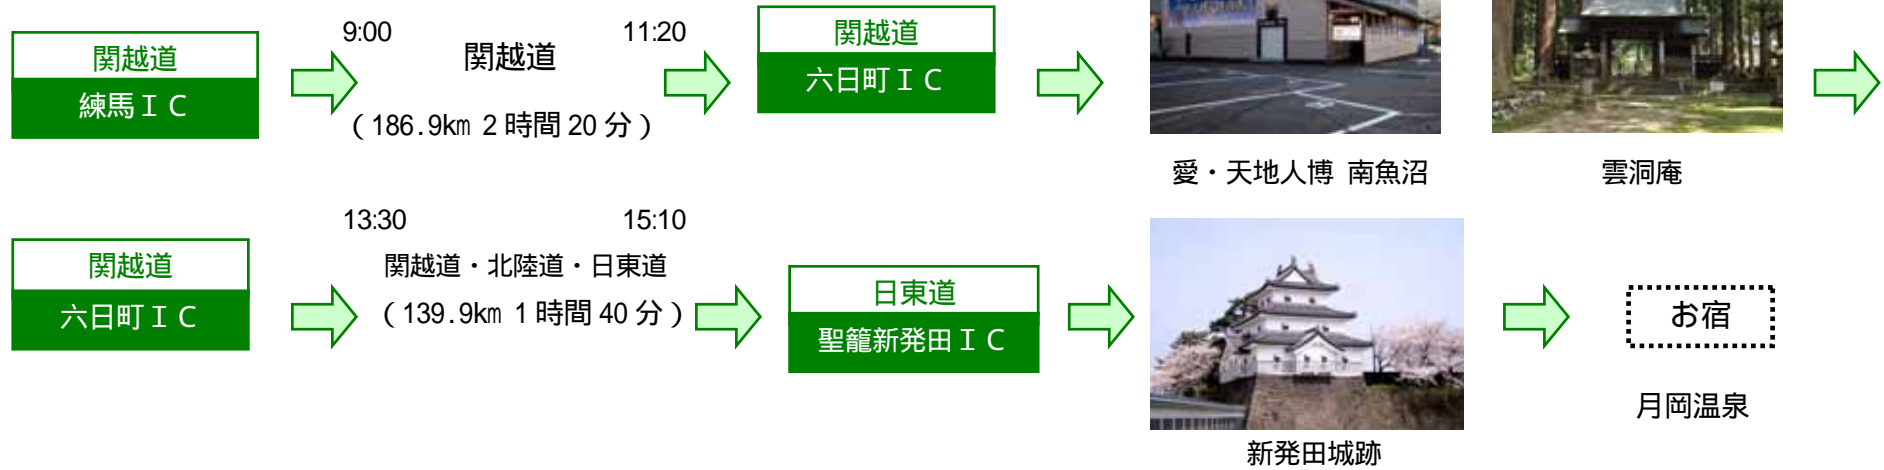 関越道
練馬ＩＣ
9:00 11:20
関越道
（186.9km 2時間20分）
関越道
六日町ＩＣ
愛・天地人博 南魚沼
雲洞庵
関越道
六日町ＩＣ
13:30 15:10
関越道・北陸道・日東道
（139.9km 1時間40分）
日東道
聖籠新発田ＩＣ
新発田城跡
お宿
月岡温泉